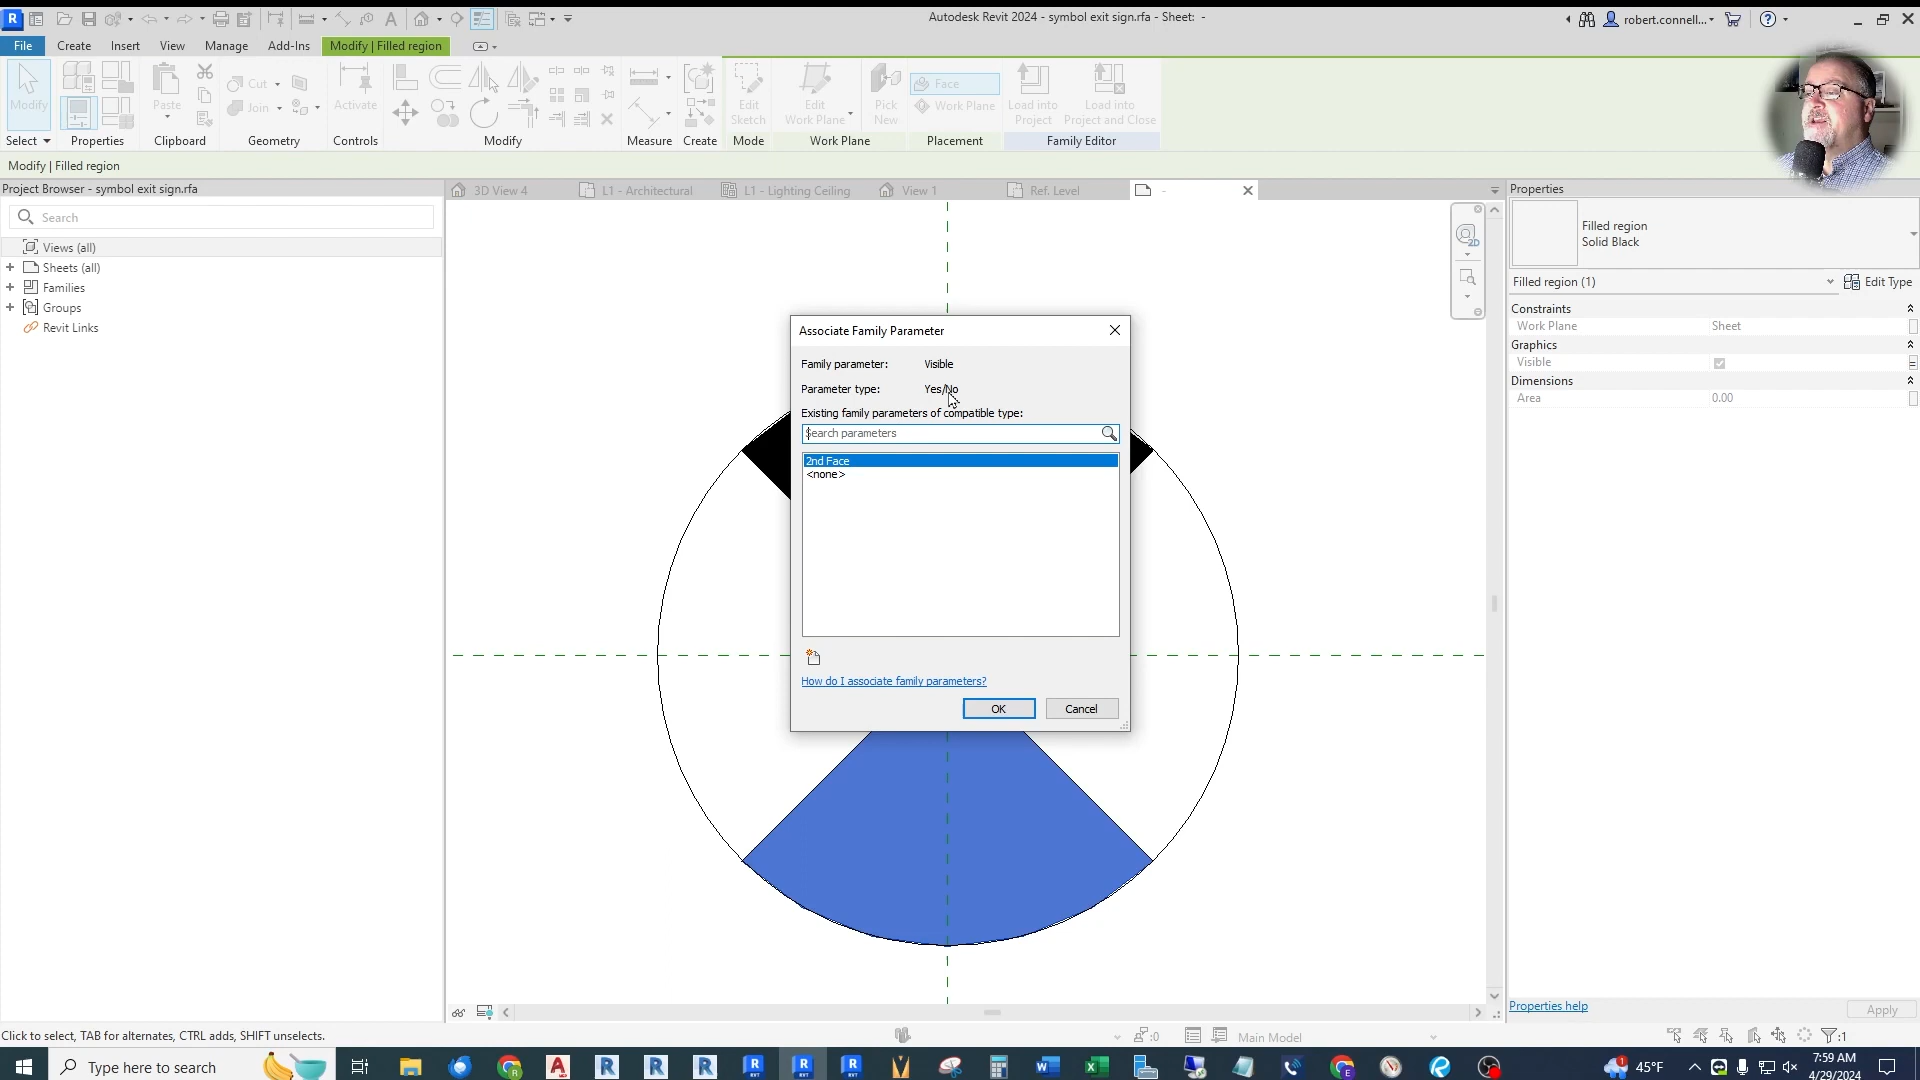 Autodesk Revit 2024 - symbol exit sign.rfa - Sheet: -
robert.connell...
File Create Insert View Manage Add-Ins Modify | Filled region
Modify
Paste
Cut
Join
Activate
Edit Sketch
Edit Work Plane
Pick New
Face
Work Plane
Load into Project
Load into Project and Close
Select Properties Clipboard Geometry Controls Modify Measure Create Mode Work Plane Placement Family Editor
Modify | Filled region
Project Browser - symbol exit sign.rfa
3D View 4 L1 - Architectural L1 - Lighting Ceiling View 1 Ref. Level -
Search
Views (all)
Sheets (all)
Families
Groups
Revit Links
2D
Associate Family Parameter
Family parameter: Visible
Parameter type: Yes/No
Existing family parameters of compatible type:
Search parameters
2nd Face
<none>
How do I associate family parameters?
OK Cancel
Properties
Filled region
Solid Black
Filled region (1) Edit Type
Constraints
Work Plane Sheet
Graphics
Visible
Dimensions
Area 0.00
Properties help Apply
Click to select, TAB for alternates, CTRL adds, SHIFT unselects.
:0
Main Model
:1
Type here to search
45°F
7:59 AM
4/29/2024